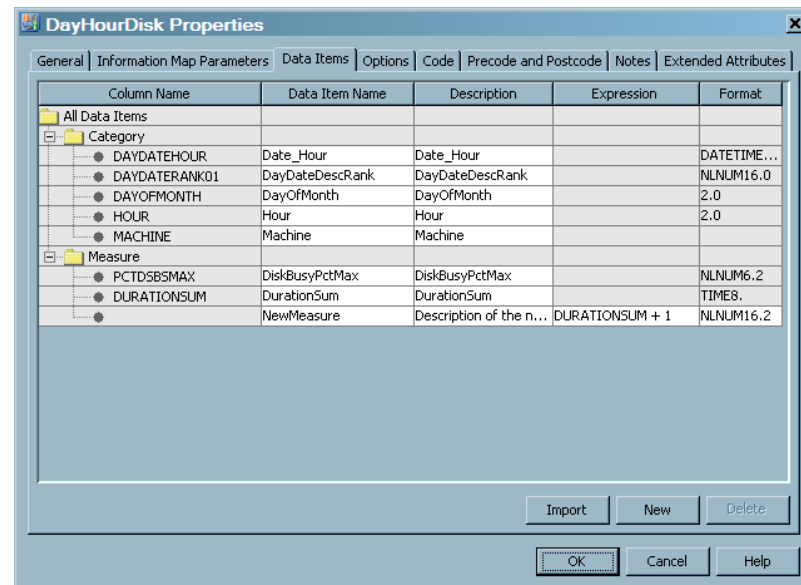 DayHourDisk Properties
General Information Map Parameters Data Items Options Code Precode and Postcode Notes Extended Attributes
Column Name Data Item Name Description Expression Format
All Data Items
Category
DAYDATEHOUR Date_Hour Date_Hour DATETIME...
DAYDATERANK01 DayDateDescRank DayDateDescRank NLNUM16.0
DAYOFMONTH DayOfMonth DayOfMonth 2.0
HOUR Hour Hour 2.0
MACHINE Machine Machine
Measure
PCTDSBSMAX DiskBusyPctMax DiskBusyPctMax NLNUM6.2
DURATIONSUM DurationSum DurationSum TIME8.
NewMeasure Description of the n... DURATIONSUM + 1 NLNUM16.2
Import New Delete
OK Cancel Help